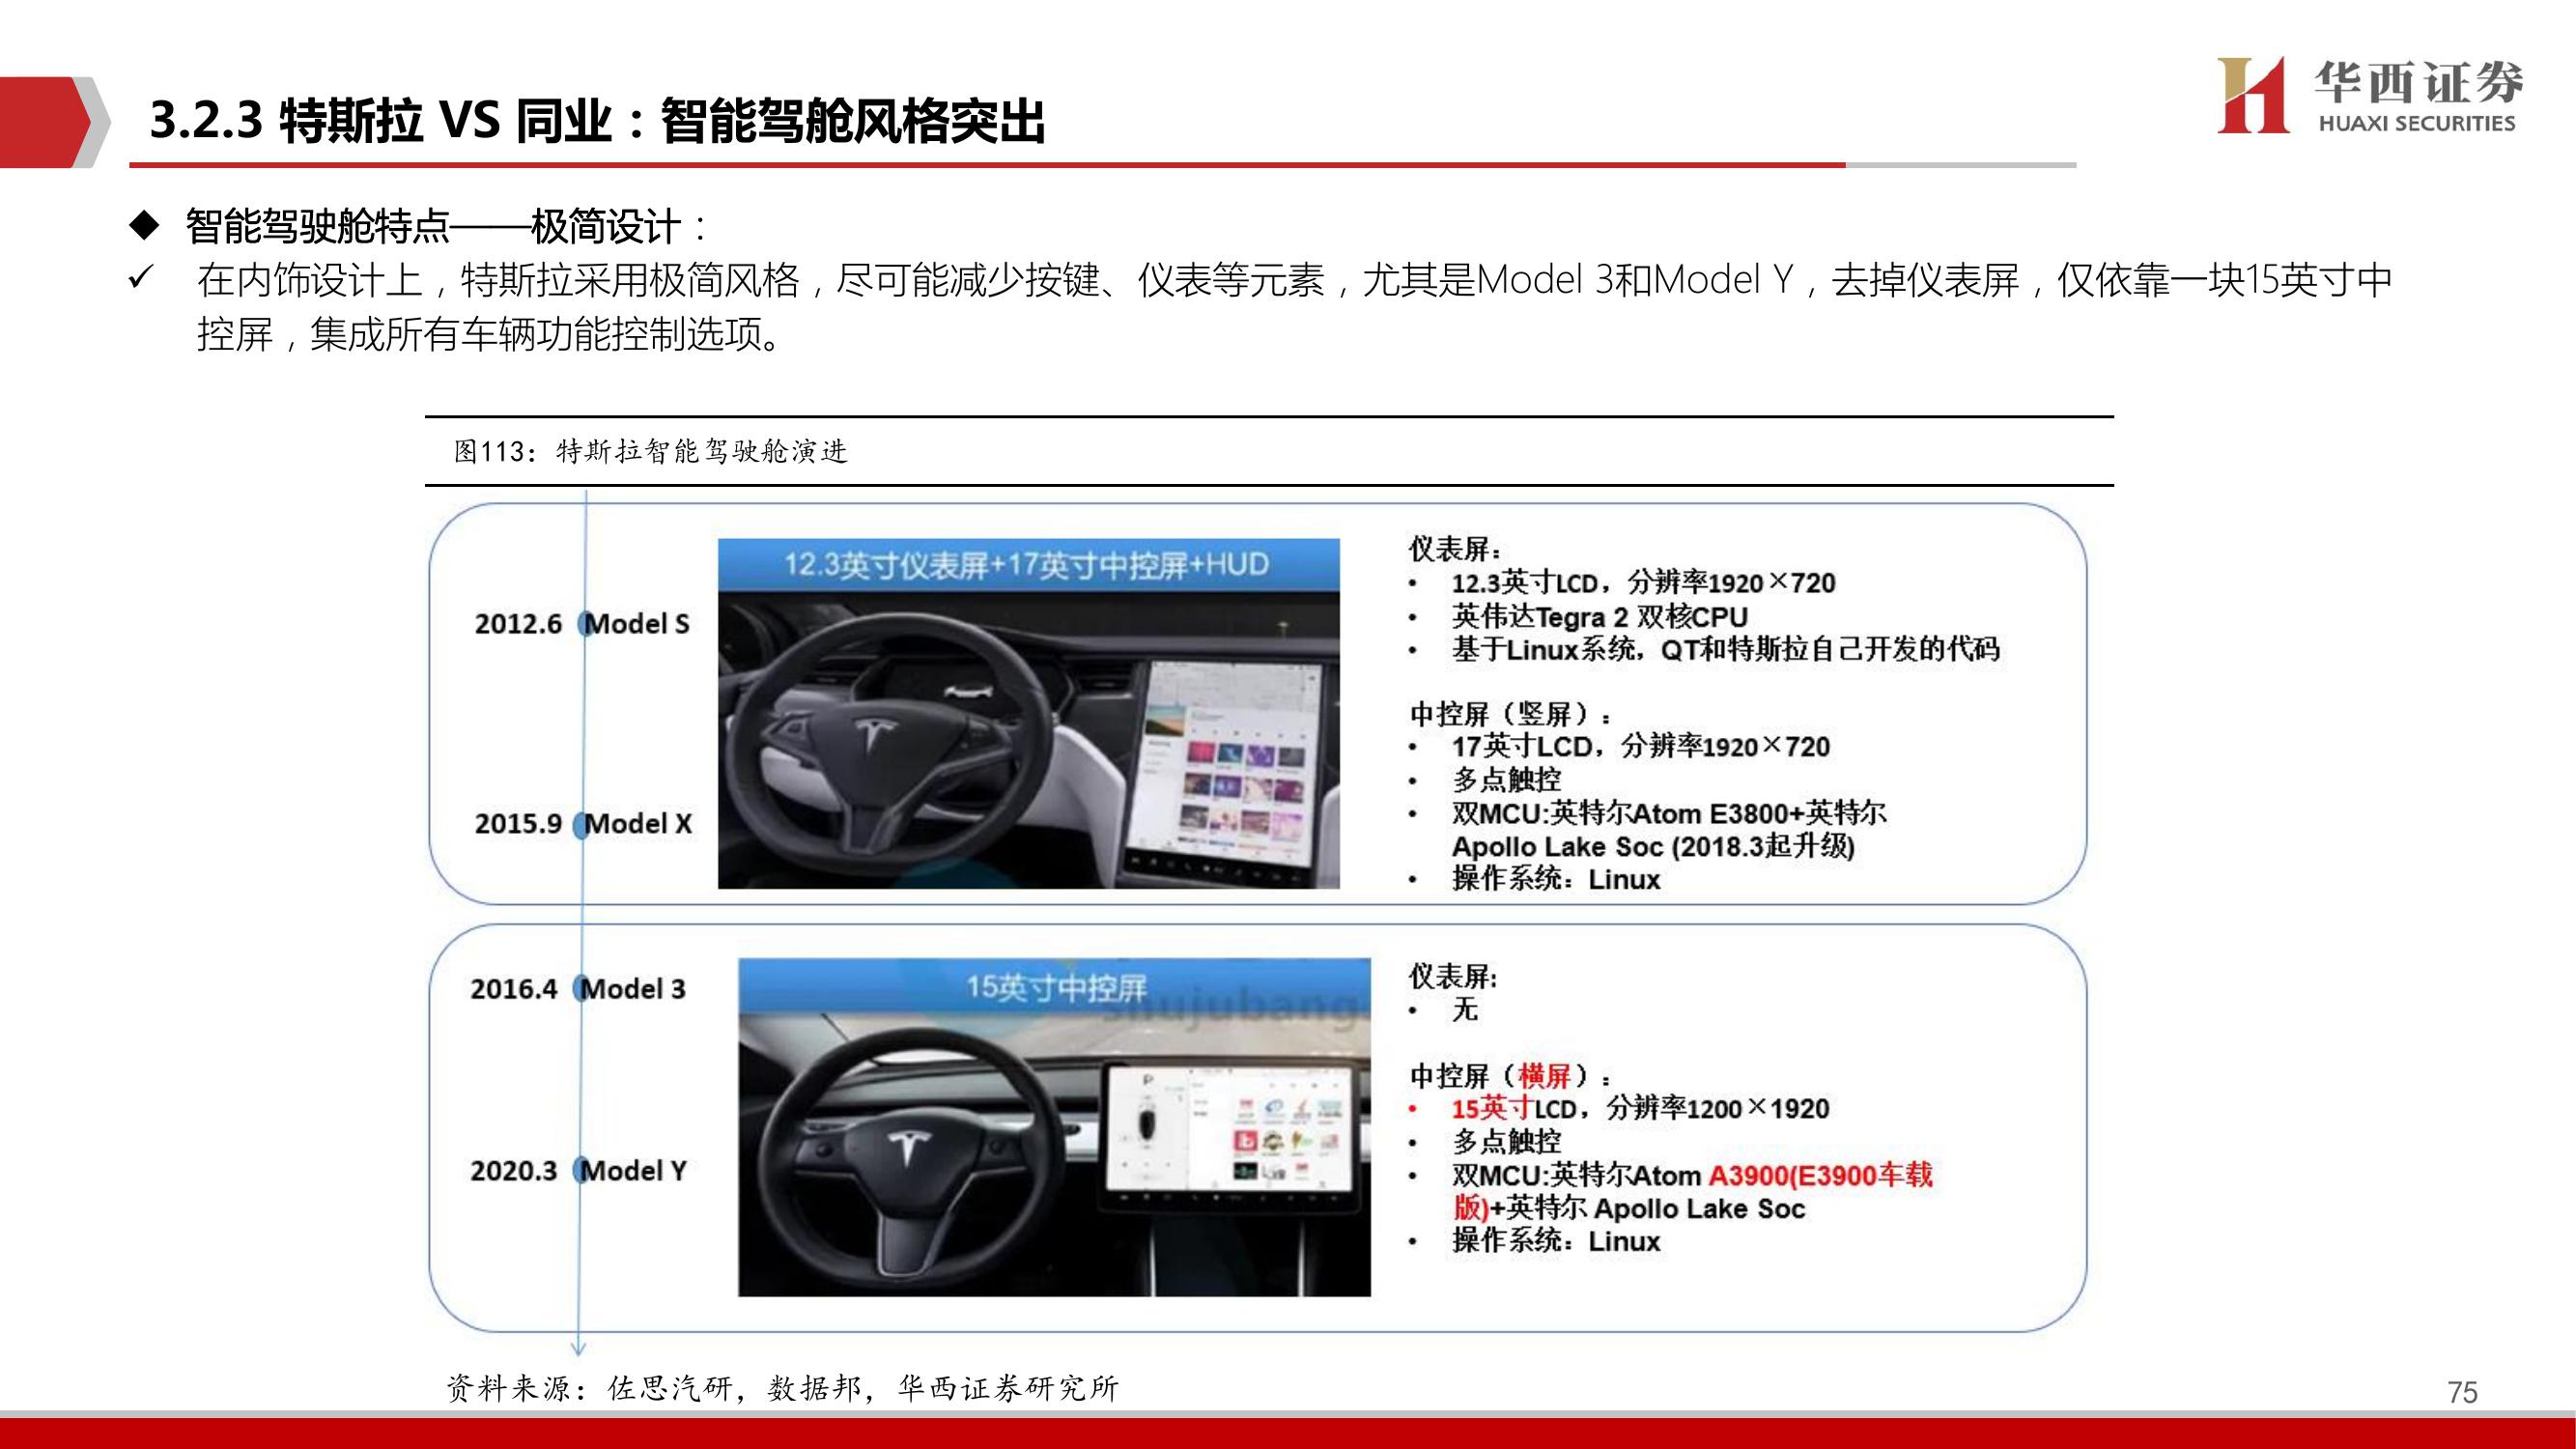 3.2.3 特斯拉 VS 同业：智能驾舱风格突出
华西证券
HUAXI SECURITIES
◆ 智能驾驶舱特点——极简设计：
✓ 在内饰设计上，特斯拉采用极简风格，尽可能减少按键、仪表等元素，尤其是Model 3和Model Y，去掉仪表屏，仅依靠一块15英寸中
控屏，集成所有车辆功能控制选项。
图113：特斯拉智能驾驶舱演进
2012.6 Model S
2015.9 Model X
12.3英寸仪表屏+17英寸中控屏+HUD
仪表屏：
• 12.3英寸LCD，分辨率1920×720
• 英伟达Tegra 2 双核CPU
• 基于Linux系统，QT和特斯拉自己开发的代码
中控屏（竖屏）：
• 17英寸LCD，分辨率1920×720
• 多点触控
• 双MCU:英特尔Atom E3800+英特尔
Apollo Lake Soc (2018.3起升级)
• 操作系统：Linux
2016.4 Model 3
2020.3 Model Y
15英寸中控屏
shujubang
仪表屏:
• 无
中控屏（横屏）：
• 15英寸LCD，分辨率1200×1920
• 多点触控
• 双MCU:英特尔Atom A3900(E3900车载
版)+英特尔 Apollo Lake Soc
• 操作系统：Linux
资料来源：佐思汽研，数据邦，华西证券研究所
75